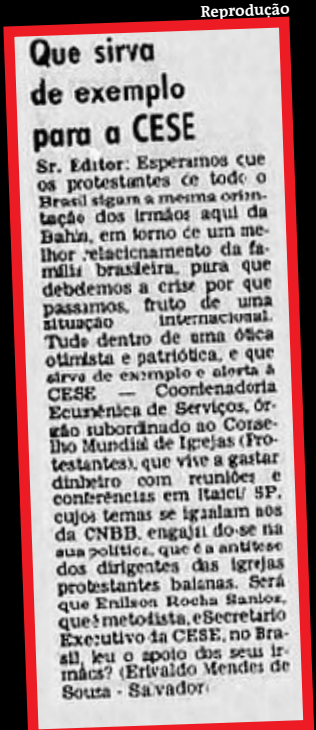 Reprodução
Que sirva
de exemplo
para a CESE
Sr. Editor: Esperamos que
os protestantes de todo o
Brasil sigam a mesma orien-
tação dos irmãos aqui da
Bahia, em torno de um me-
lhor relacionamento da fa-
mília brasileira, para que
debelemos a crise por que
passamos, fruto de uma
situação internacional.
Tudo dentro de uma ótica
otimista e patriótica, e que
sirva de exemplo e alerta à
CESE — Coordenadoria
Ecumênica de Serviços, ór-
gão subordinado ao Conse-
lho Mundial de Igrejas (Pro-
testantes), que vive a gastar
dinheiro com reuniões e
conferências em Itaici/ SP,
cujos temas se igualam aos
da CNBB, engajando-se na
sua política, que é a antítese
dos dirigentes das igrejas
protestantes baianas. Será
que Enilson Rocha Santos,
que é metodista, e Secretário
Executivo da CESE, no Bra-
sil, leu o apoio dos seus ir-
mãos? (Erivaldo Mendes de
Sousa - Salvador)